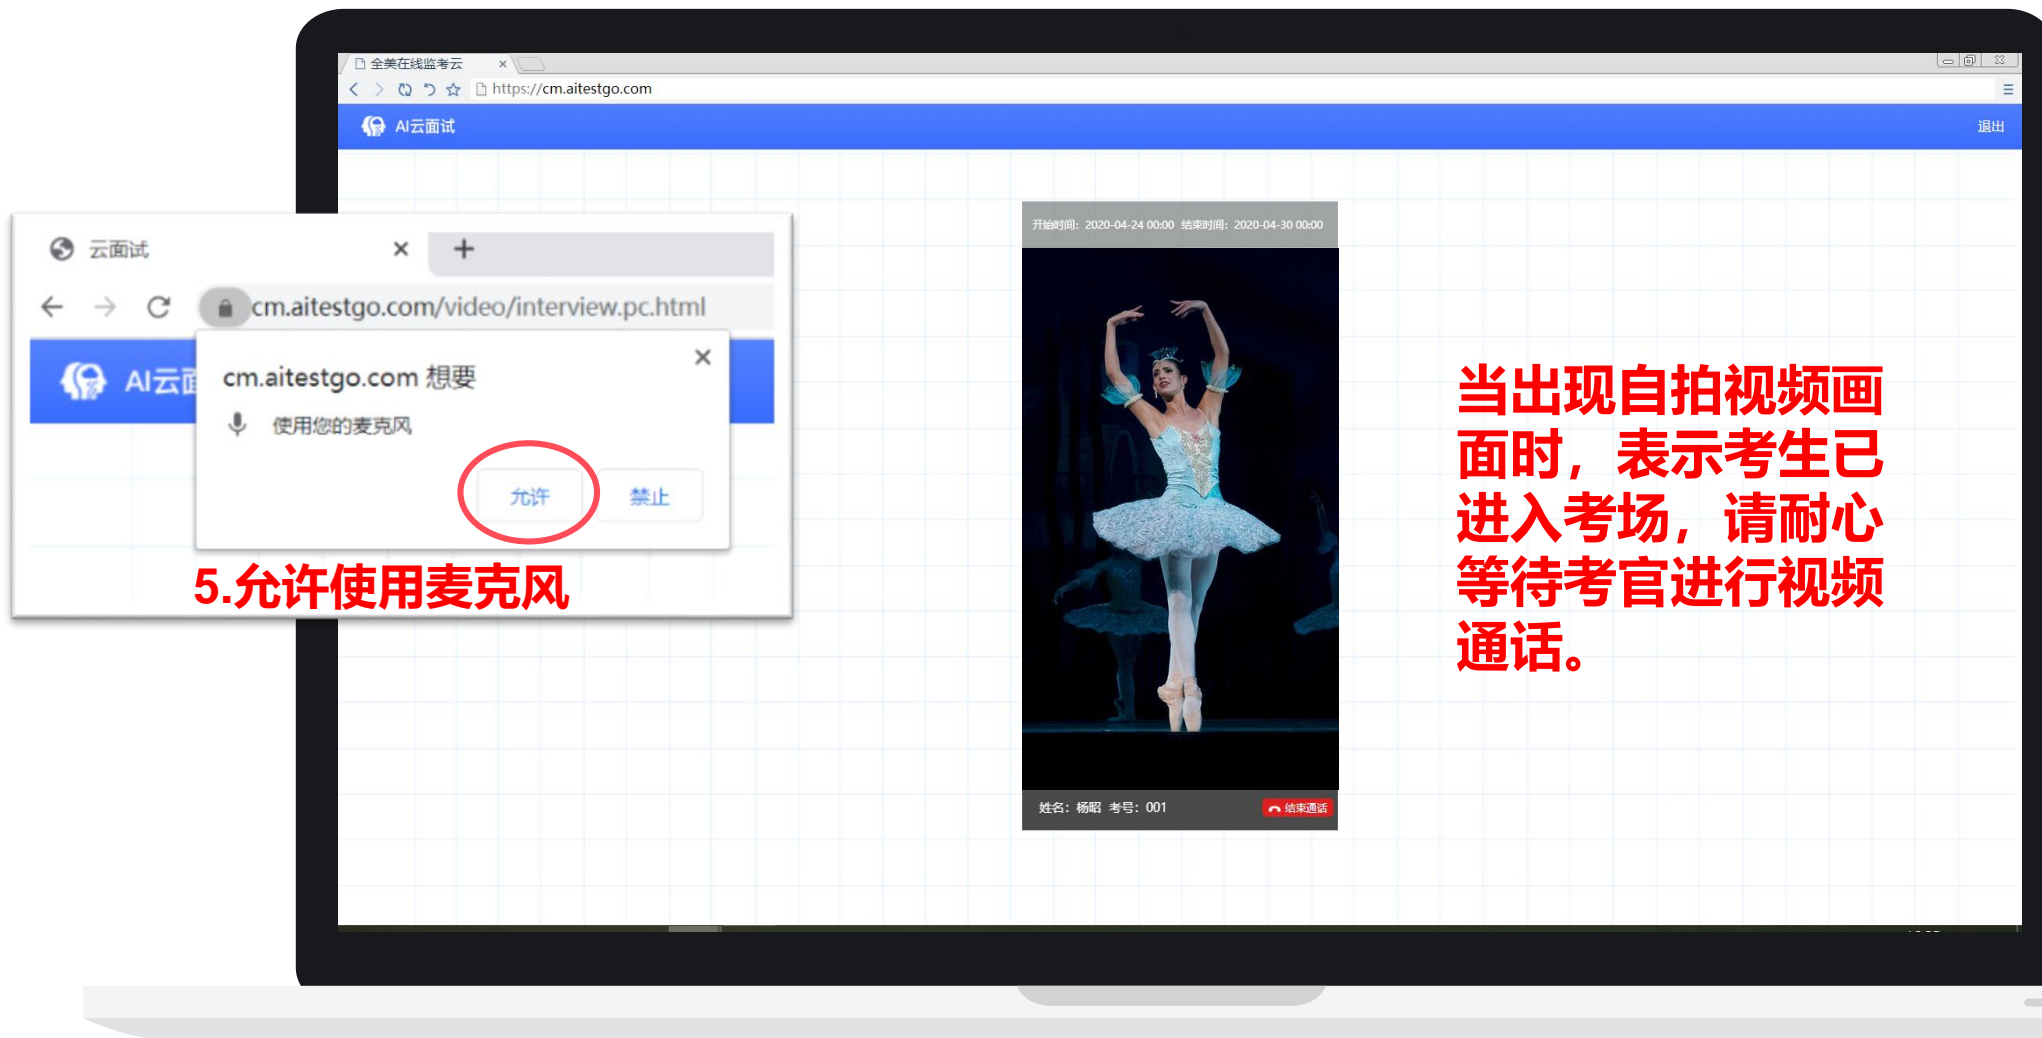 全美在线监考云
https://cm.aitestgo.com
AI云面试
退出
云面试
cm.aitestgo.com/video/interview.pc.html
AI云面
cm.aitestgo.com 想要
使用您的麦克风
允许
禁止
5.允许使用麦克风
开始时间：2020-04-24 00:00 结束时间：2020-04-30 00:00
姓名：杨昭 考号：001
结束通话
当出现自拍视频画
面时，表示考生已
进入考场，请耐心
等待考官进行视频
通话。